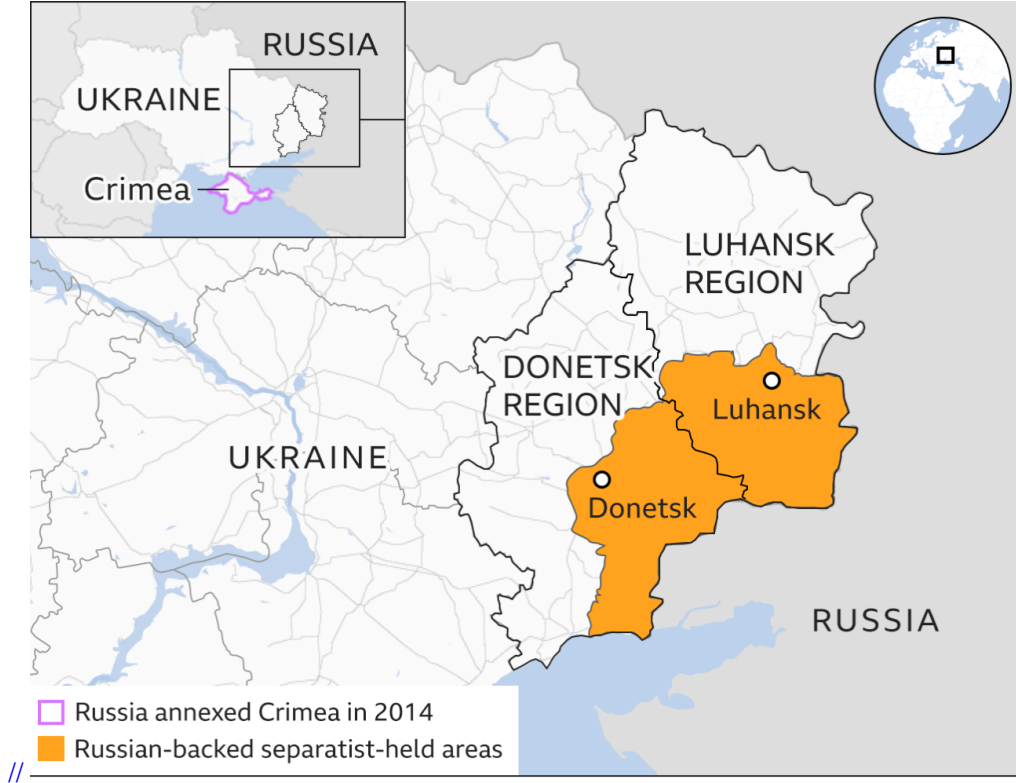 RUSSIA
UKRAINE
Crimea
LUHANSK
REGION
DONETSK
REGION
Luhansk
UKRAINE
Donetsk
RUSSIA
Russia annexed Crimea in 2014
Russian-backed separatist-held areas
//